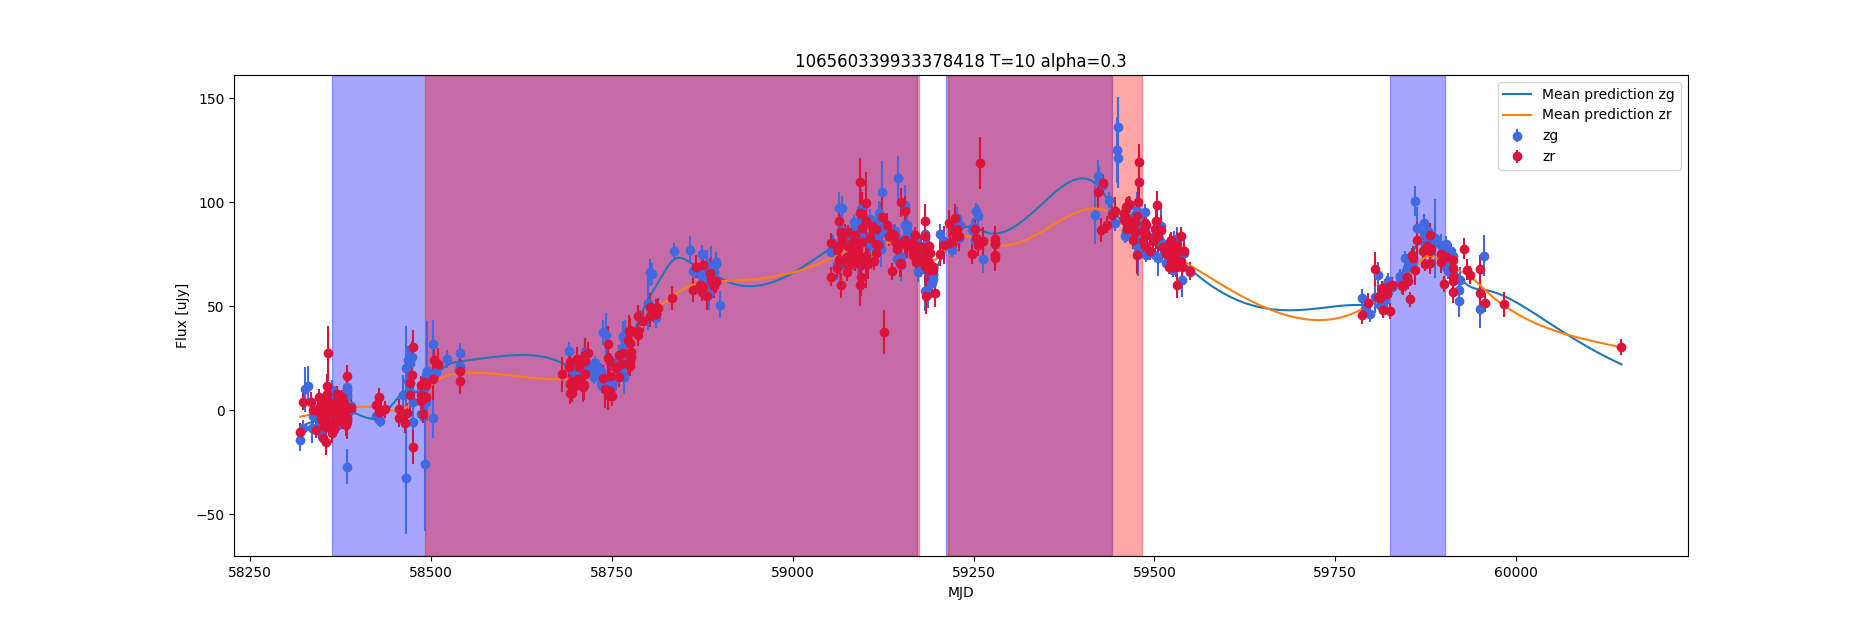 106560339933378418 T=10 alpha=0.3
150
100
50
0
−50
Flux [uJy]
58250
58500
58750
59000
59250
59500
59750
60000
MJD
Mean prediction zg
Mean prediction zr
zg
zr